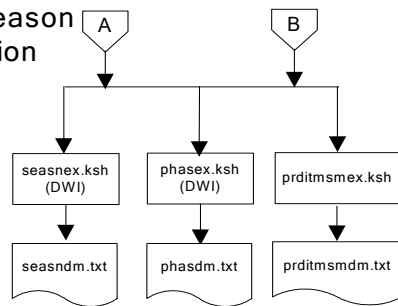 eason
ion
A
B
seasnex.ksh
(DWI)
phasex.ksh
(DWI)
prditmsmex.ksh
seasndm.txt
phasdm.txt
prditmsmdm.txt